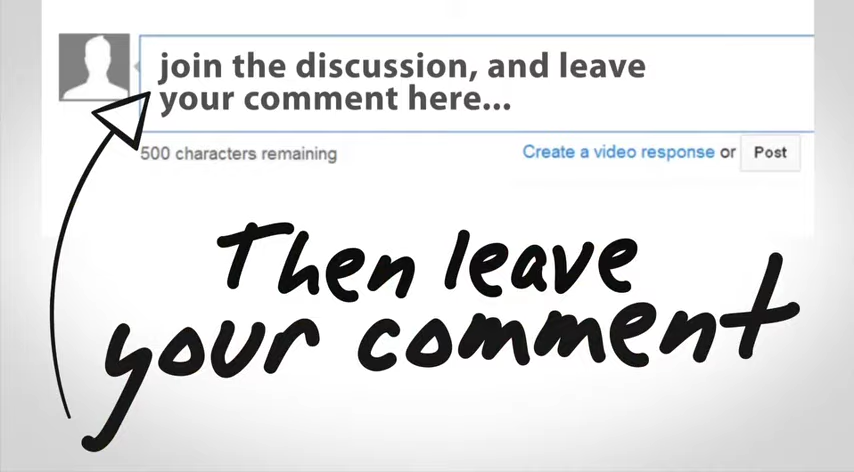 join the discussion, and leave
your comment here...
500 characters remaining
Create a video response or Post
Then leave
your comment